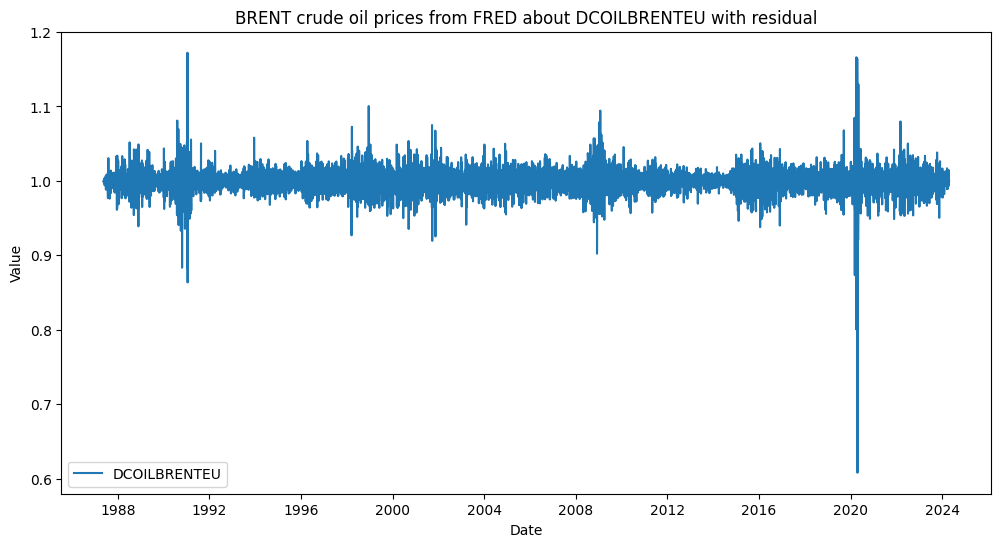 BRENT crude oil prices from FRED about DCOILBRENTEU with residual
1.2
1.1
1.0
0.9
0.8
0.7
0.6
Value
DCOILBRENTEU
1988 1992 1996 2000 2004 2008 2012 2016 2020 2024
Date